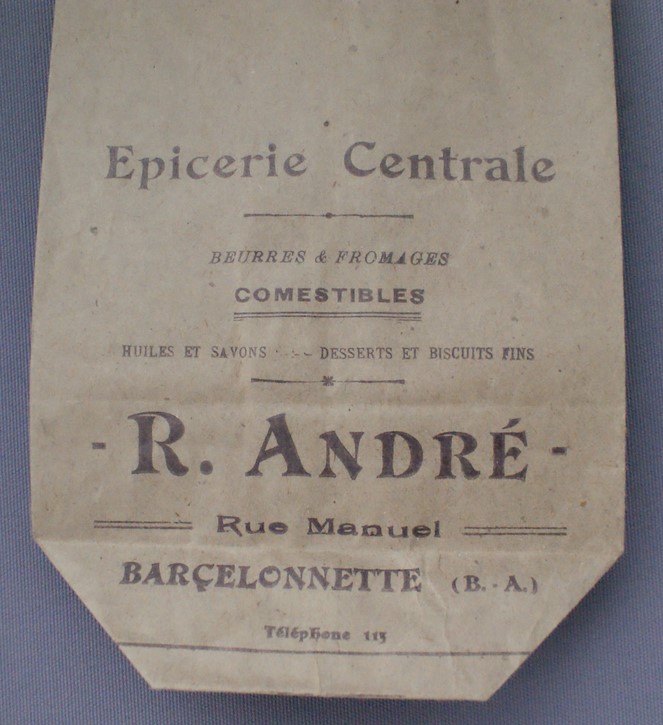 Epicerie Centrale
BEURRES & FROMAGES
COMESTIBLES
HUILES ET SAVONS DESSERTS ET BISCUITS FINS
- R. ANDRÉ -
Rue Manuel
BARÇELONNETTE (B.-A.)
Téléphone 113